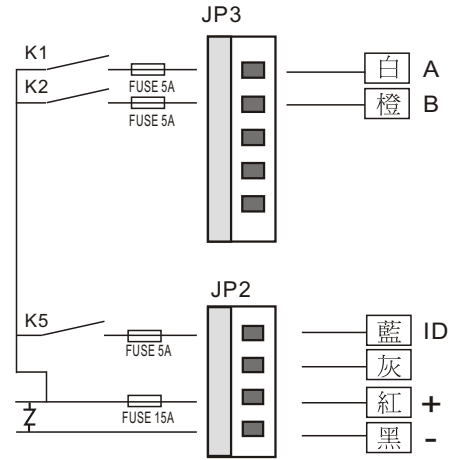 JP3
K1
FUSE 5A
白 A
K2
FUSE 5A
橙 B
JP2
K5
FUSE 5A
藍 ID
灰
FUSE 15A
紅 +
黑 -